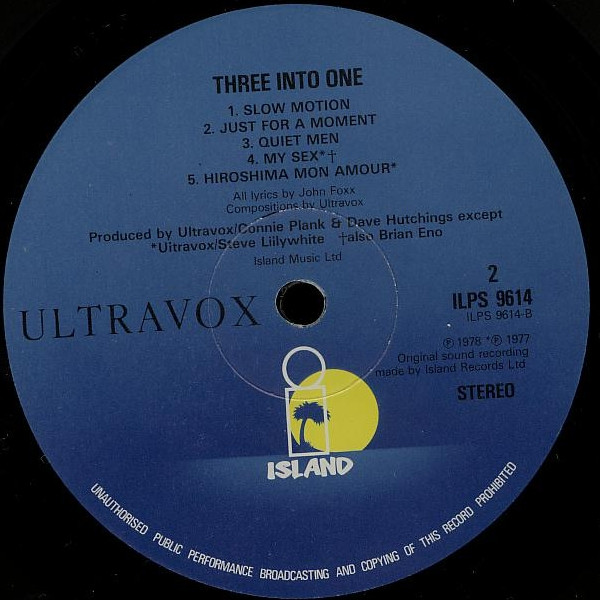 THREE INTO ONE
1. SLOW MOTION
2. JUST FOR A MOMENT
3. QUIET MEN
4. MY SEX*†
5. HIROSHIMA MON AMOUR*
All lyrics by John Foxx
Compositions by Ultravox
Produced by Ultravox/Connie Plank & Dave Hutchings except
*Uitravox/Steve Lillywhite †also Brian Eno
Island Music Ltd
2
ILPS 9614
ILPS 9614-B
ULTRAVOX
℗ 1978 *℗ 1977
Original sound recording
made by Island Records Ltd.
STEREO
ISLAND
UNAUTHORISED PUBLIC PERFORMANCE BROADCASTING AND COPYING OF THIS RECORD PROHIBITED